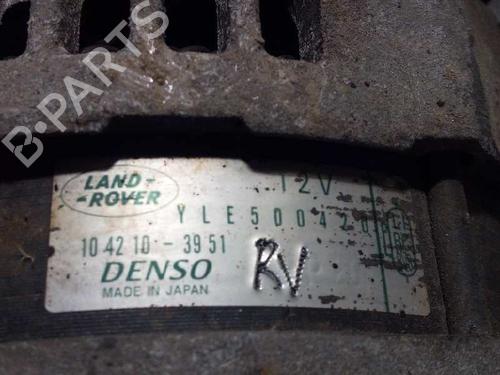 B-PARTS
LAND-
-ROVER
12V
YLE500420
104210-3951
DENSO
MADE IN JAPAN
RV